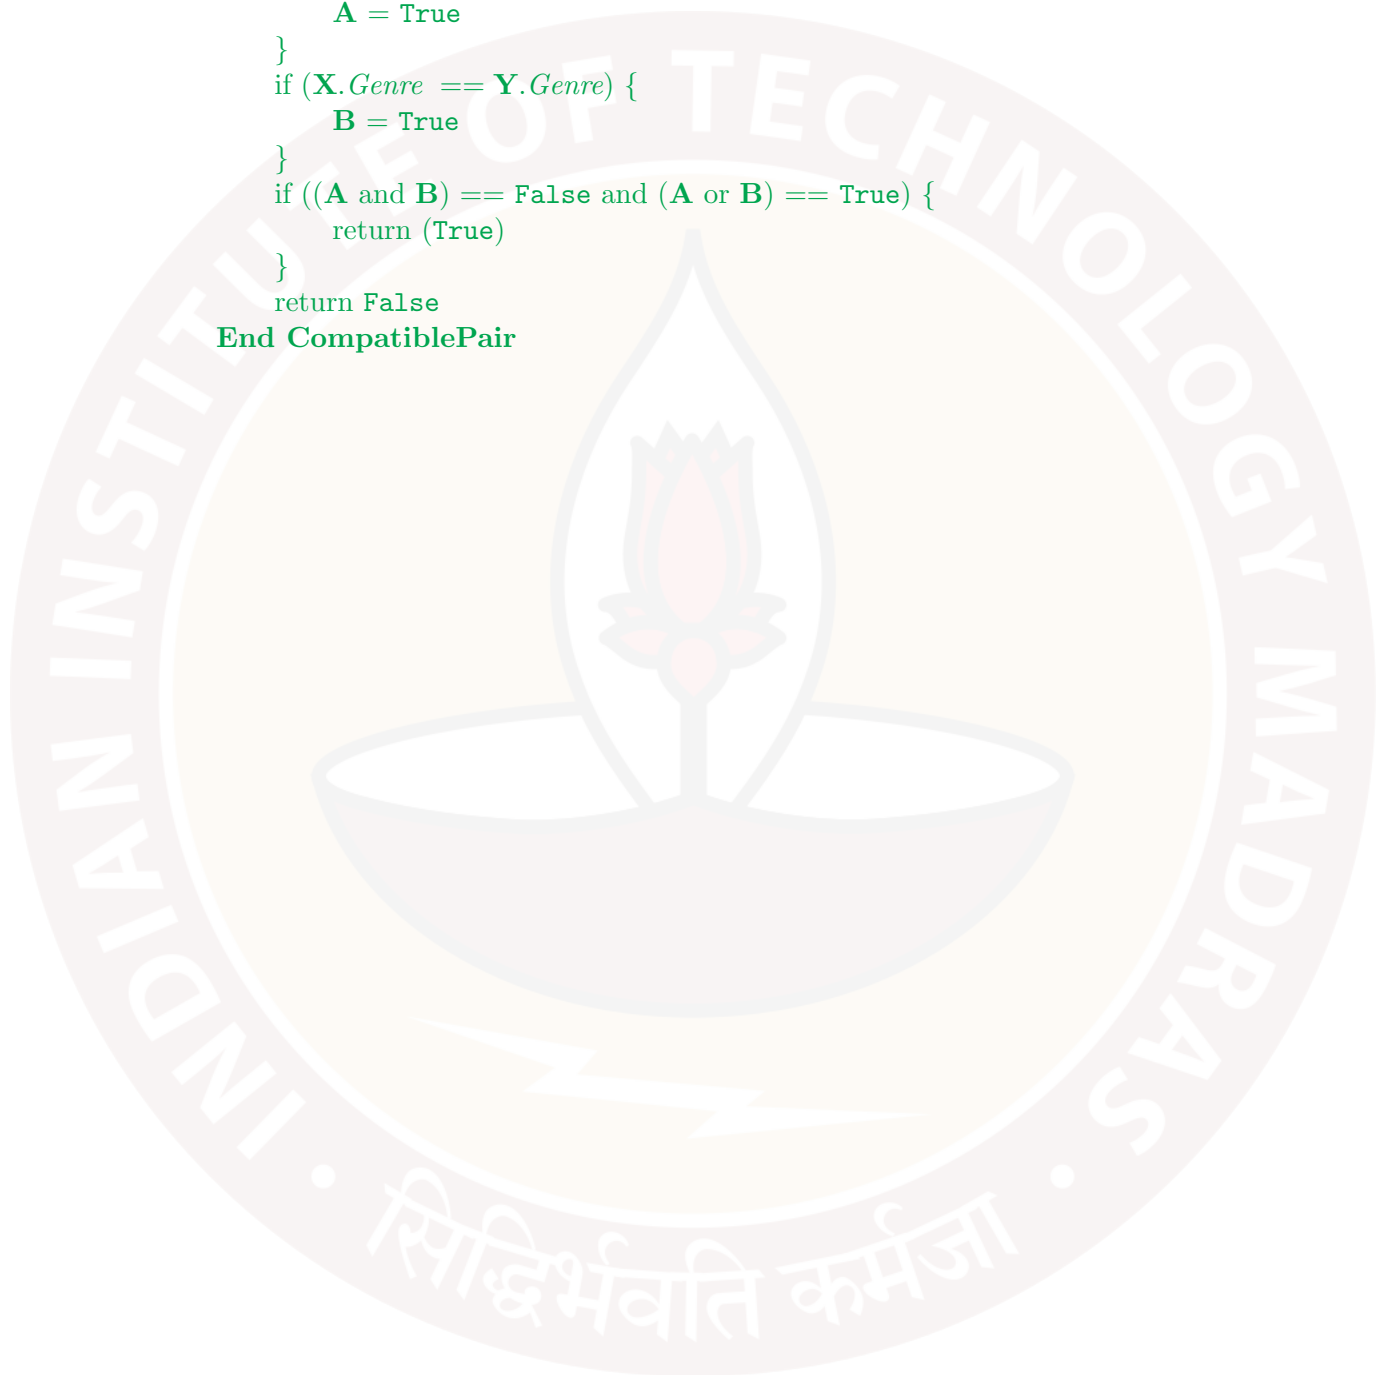 A = True
}
if (X.Genre == Y.Genre) {
B = True
}
if ((A and B) == False and (A or B) == True) {
return (True)
}
return False
End CompatiblePair
INDIAN INSTITUTE OF TECHNOLOGY MADRAS
सिद्धिर्भवति कर्मजा